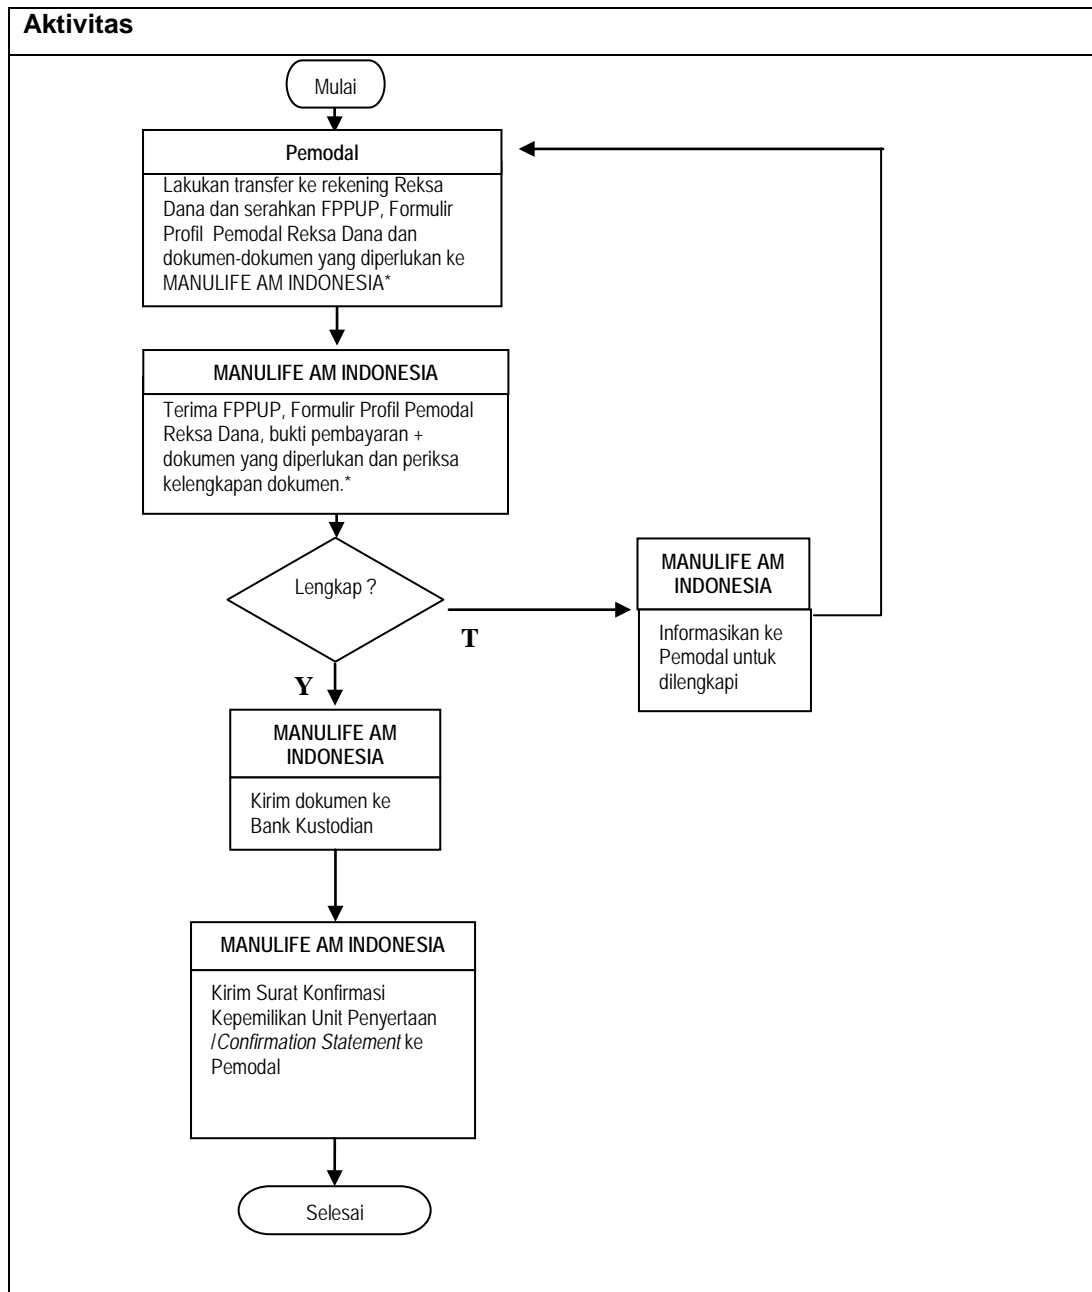 Aktivitas
Mulai
Pemodal
Lakukan transfer ke rekening Reksa
Dana dan serahkan FPPUP, Formulir
Profil Pemodal Reksa Dana dan
dokumen-dokumen yang diperlukan ke
MANULIFE AM INDONESIA*
MANULIFE AM INDONESIA
Terima FPPUP, Formulir Profil Pemodal
Reksa Dana, bukti pembayaran +
dokumen yang diperlukan dan periksa
kelengkapan dokumen.*
Lengkap ?
T
MANULIFE AM
INDONESIA
Informasikan ke
Pemodal untuk
dilengkapi
Y
MANULIFE AM
INDONESIA
Kirim dokumen ke
Bank Kustodian
MANULIFE AM INDONESIA
Kirim Surat Konfirmasi
Kepemilikan Unit Penyertaan
/Confirmation Statement ke
Pemodal
Selesai